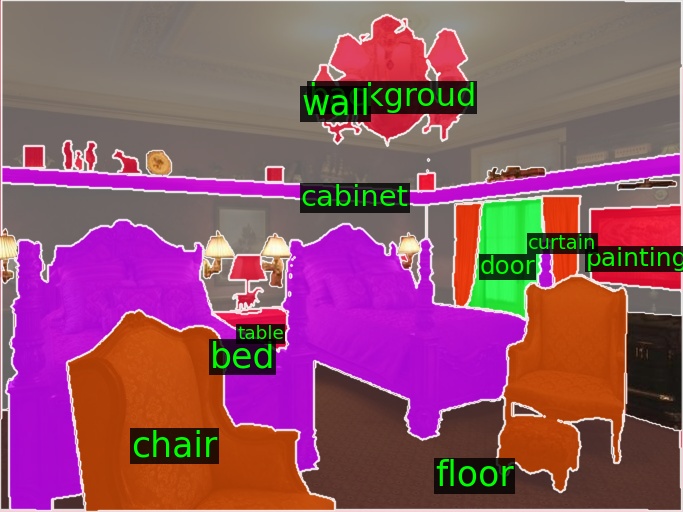 backgroud
wall
cabinet
curtain
door
painting
table
bed
chair
floor